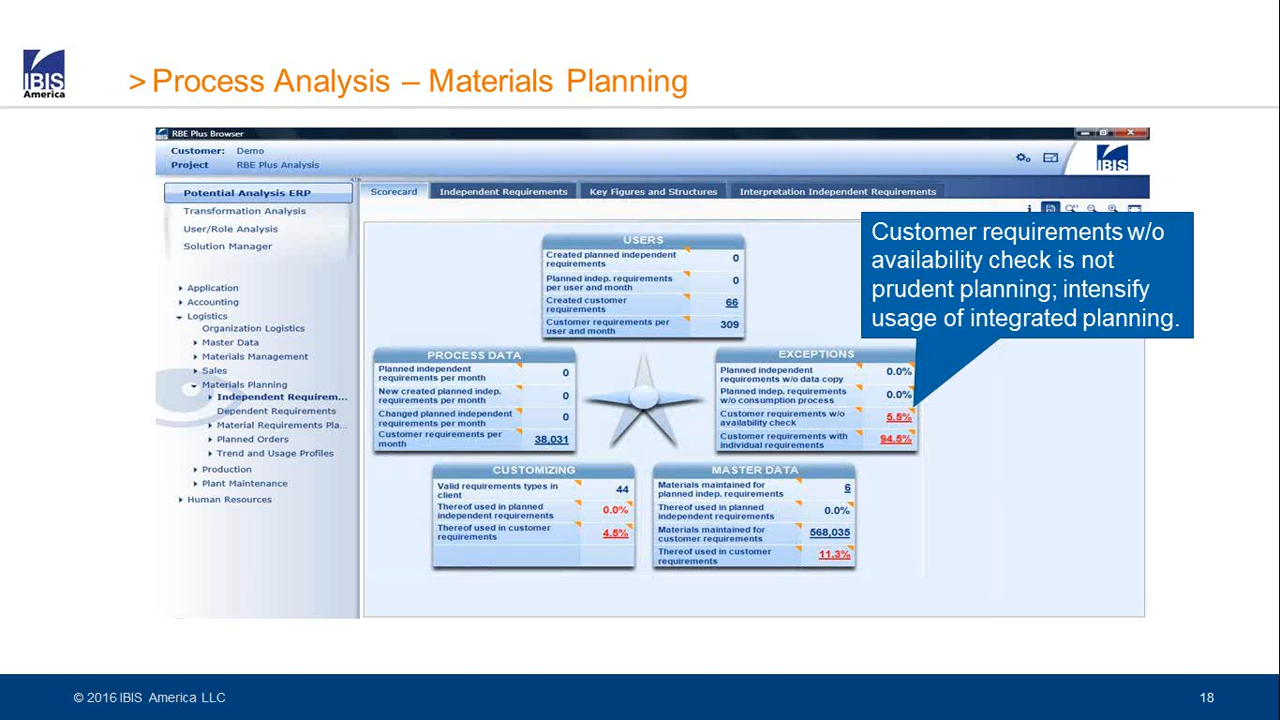 IBIS
America
> Process Analysis – Materials Planning
RBE Plus Browser
Customer: Demo
Project RBE Plus Analysis
IBIS
Potential Analysis ERP
Transformation Analysis
User/Role Analysis
Solution Manager
Application
Accounting
Logistics
Organization Logistics
Master Data
Materials Management
Sales
Materials Planning
Independent Requirem...
Dependent Requirements
Material Requirements Pla...
Planned Orders
Trend and Usage Profiles
Production
Plant Maintenance
Human Resources
Scorecard Independent Requirements Key Figures and Structures Interpretation Independent Requirements
USERS
Created planned independent
requirements 0
Planned indep. requirements
per user and month 0
Created customer
requirements 66
Customer requirements per
user and month 309
PROCESS DATA
Planned independent
requirements per month 0
New created planned indep.
requirements per month 0
Changed planned independent
requirements per month 0
Customer requirements per
month 38,031
EXCEPTIONS
Planned independent
requirements w/o data copy 0.0%
Planned indep. requirements
w/o consumption process 0.0%
Customer requirements w/o
availability check 5.5%
Customer requirements with
individual requirements 94.5%
CUSTOMIZING
Valid requirements types in
client 44
Thereof used in planned
independent requirements 0.0%
Thereof used in customer
requirements 4.5%
MASTER DATA
Materials maintained for
planned indep. requirements 6
Thereof used in planned
independent requirements 0.0%
Materials maintained for
customer requirements 568,035
Thereof used in customer
requirements 11.3%
Customer requirements w/o
availability check is not
prudent planning; intensify
usage of integrated planning.
© 2016 IBIS America LLC
18